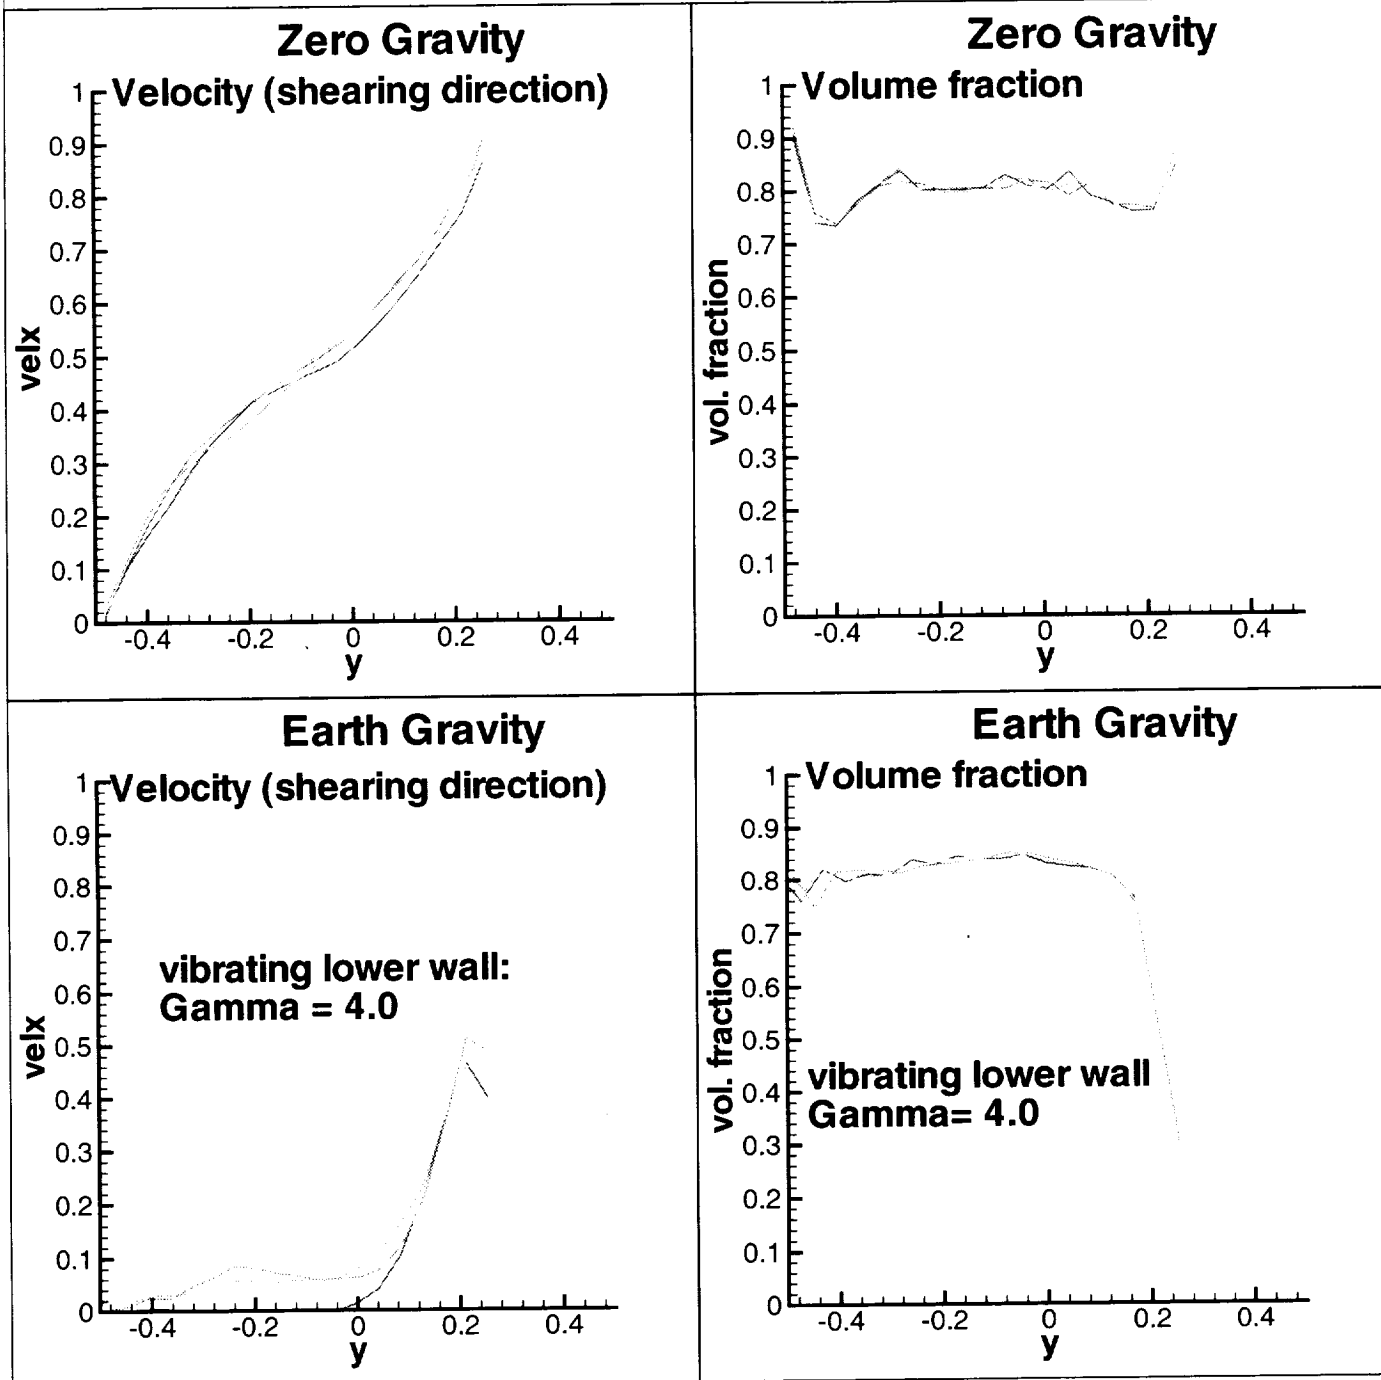 Zero Gravity
Velocity (shearing direction)
1
0.9
0.8
0.7
0.6
0.5
0.4
0.3
0.2
0.1
0
velx
-0.4 -0.2 0 0.2 0.4
y
Zero Gravity
Volume fraction
1
0.9
0.8
0.7
0.6
0.5
0.4
0.3
0.2
0.1
0
vol. fraction
-0.4 -0.2 0 0.2 0.4
y
Earth Gravity
Velocity (shearing direction)
1
0.9
0.8
0.7
0.6
0.5
0.4
0.3
0.2
0.1
0
velx
vibrating lower wall:
Gamma = 4.0
-0.4 -0.2 0 0.2 0.4
y
Earth Gravity
Volume fraction
1
0.9
0.8
0.7
0.6
0.5
0.4
0.3
0.2
0.1
0
vol. fraction
vibrating lower wall
Gamma= 4.0
-0.4 -0.2 0 0.2 0.4
y